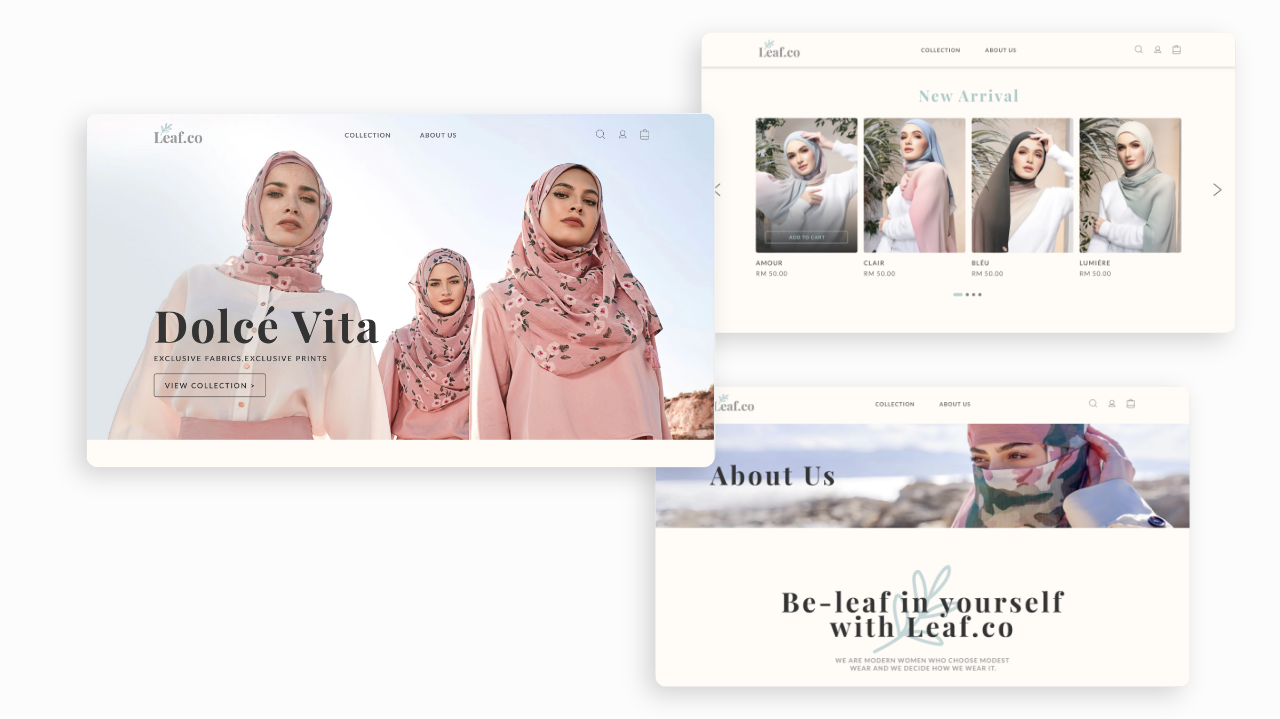 Leaf.co
COLLECTION
ABOUT US
Dolcé Vita
EXCLUSIVE FABRICS.EXCLUSIVE PRINTS
VIEW COLLECTION >
Leaf.co
COLLECTION
ABOUT US
New Arrival
ADD TO CART
AMOUR
RM 50.00
CLAIR
RM 50.00
BLÉU
RM 50.00
LUMIÉRE
RM 50.00
Leaf.co
COLLECTION
ABOUT US
About Us
Be-leaf in yourself
with Leaf.co
WE ARE MODERN WOMEN WHO CHOOSE MODEST
WEAR AND WE DECIDE HOW WE WEAR IT.